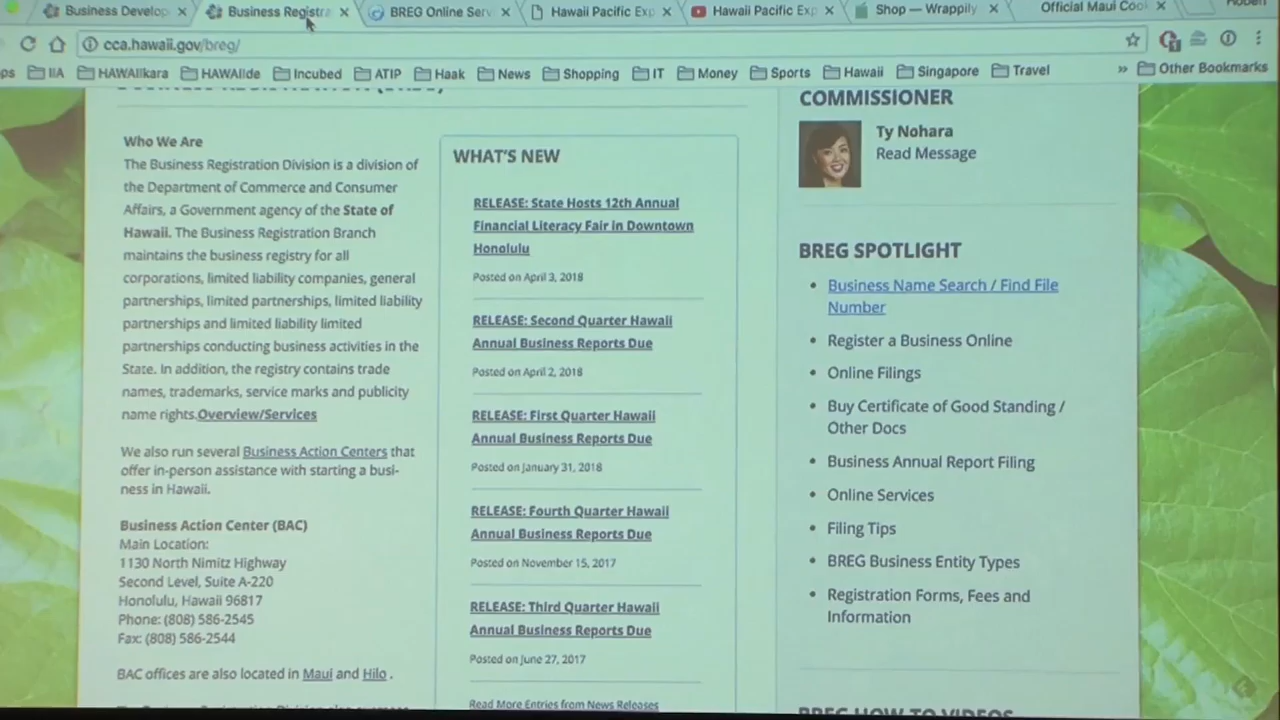 Business Develop
Business Registra
BREG Online Serv
Hawaii Pacific Exp
Hawaii Pacific Exp
Shop — Wrappily
Official Maui Cool
cca.hawaii.gov/breg/
ps
IIA
HAWAIIkara
HAWAIIde
Incubed
ATIP
Haak
News
Shopping
IT
Money
Sports
Hawaii
Singapore
Travel
»
Other Bookmarks
Who We Are
The Business Registration Division is a division of
the Department of Commerce and Consumer
Affairs, a Government agency of the State of
Hawaii. The Business Registration Branch
maintains the business registry for all
corporations, limited liability companies, general
partnerships, limited partnerships, limited liability
partnerships and limited liability limited
partnerships conducting business activities in the
State. In addition, the registry contains trade
names, trademarks, service marks and publicity
name rights.Overview/Services
We also run several Business Action Centers that
offer in-person assistance with starting a busi-
ness in Hawaii.
Business Action Center (BAC)
Main Location:
1130 North Nimitz Highway
Second Level, Suite A-220
Honolulu, Hawaii 96817
Phone: (808) 586-2545
Fax: (808) 586-2544
BAC offices are also located in Maui and Hilo .
WHAT'S NEW
RELEASE: State Hosts 12th Annual
Financial Literacy Fair in Downtown
Honolulu
Posted on April 3, 2018
RELEASE: Second Quarter Hawaii
Annual Business Reports Due
Posted on April 2, 2018
RELEASE: First Quarter Hawaii
Annual Business Reports Due
Posted on January 31, 2018
RELEASE: Fourth Quarter Hawaii
Annual Business Reports Due
Posted on November 15, 2017
RELEASE: Third Quarter Hawaii
Annual Business Reports Due
Posted on June 27, 2017
Read More Entries from News Releases
COMMISSIONER
Ty Nohara
Read Message
BREG SPOTLIGHT
• Business Name Search / Find File
Number
• Register a Business Online
• Online Filings
• Buy Certificate of Good Standing /
Other Docs
• Business Annual Report Filing
• Online Services
• Filing Tips
• BREG Business Entity Types
• Registration Forms, Fees and
Information
BREG HOW TO VIDEOS